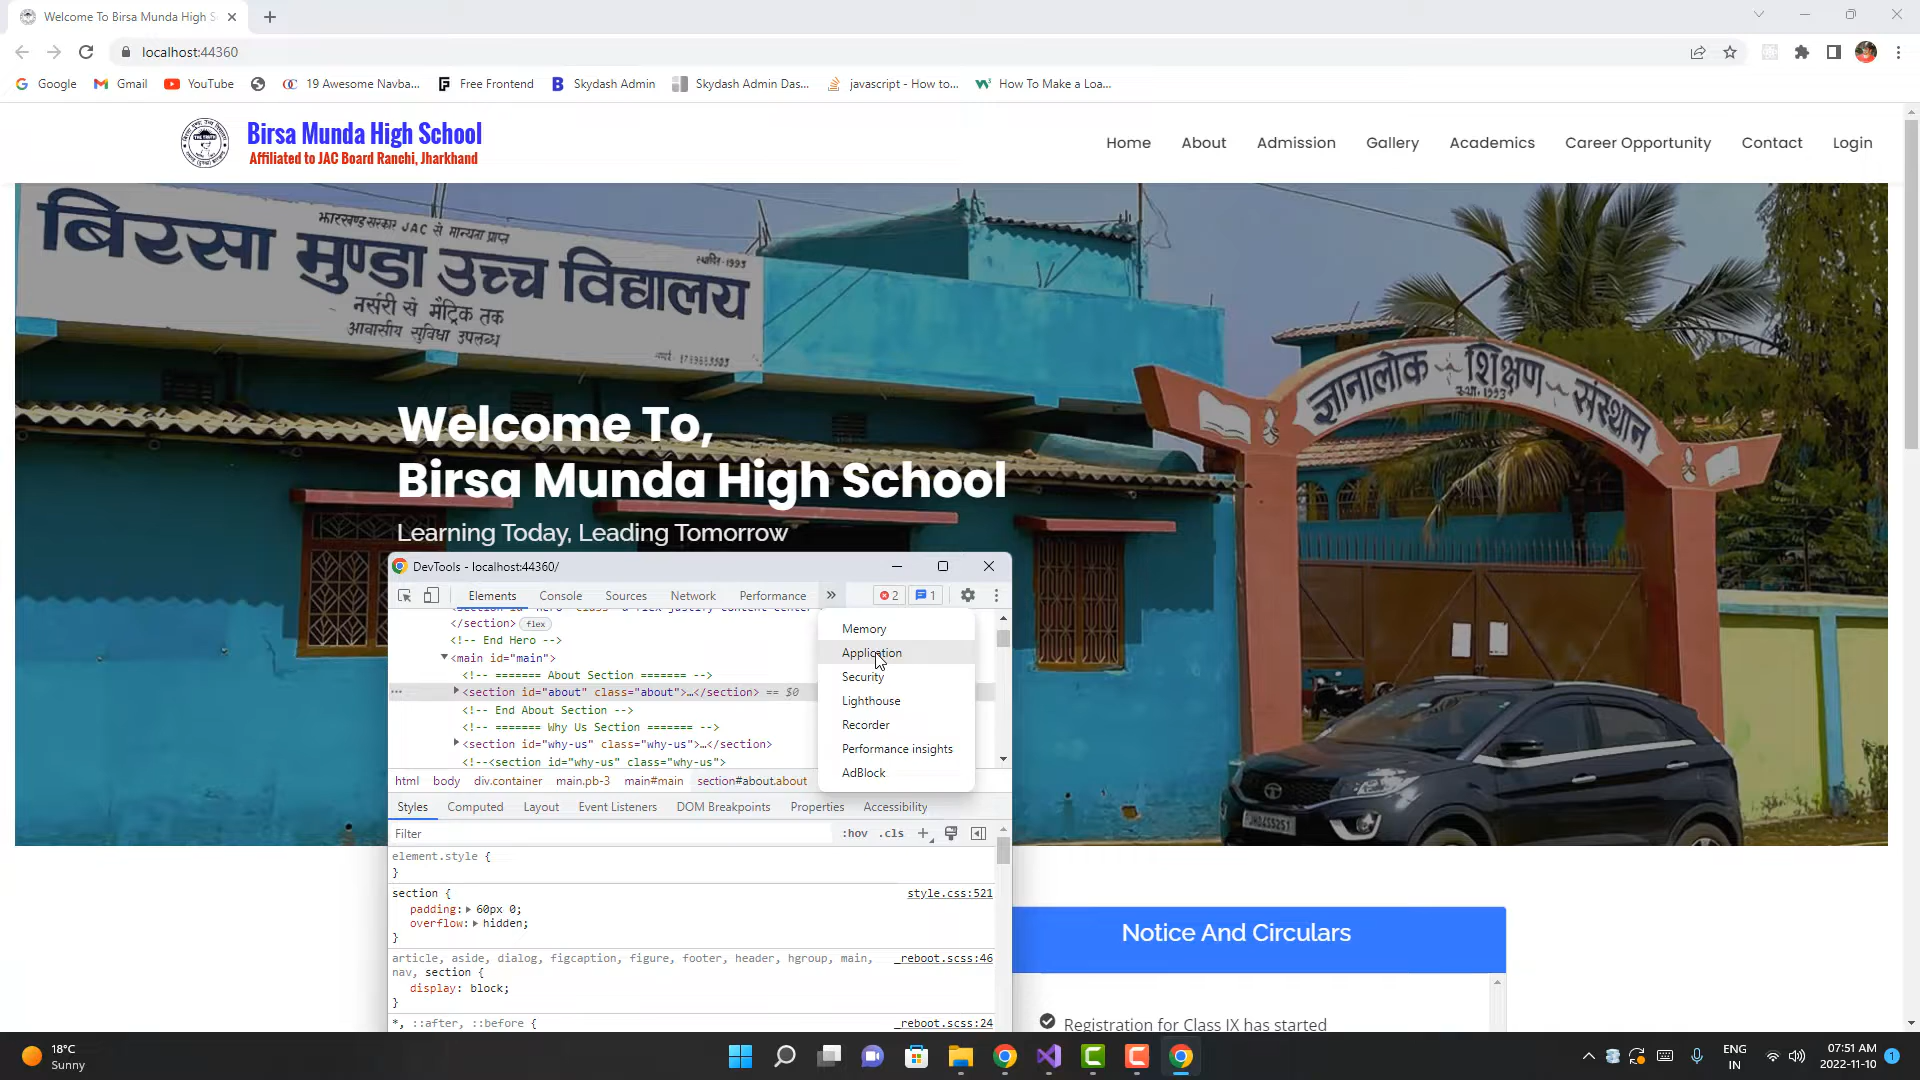 Welcome To Birsa Munda High S
localhost:44360
Google
Gmail
YouTube
19 Awesome Navba...
Free Frontend
Skydash Admin
Skydash Admin Das...
javascript - How to...
How To Make a Loa...
Birsa Munda High School
Affiliated to JAC Board Ranchi, Jharkhand
Home
About
Admission
Gallery
Academics
Career Opportunity
Contact
Login
झारखण्ड सरकार JAC से मान्यता प्राप्त
स्थापित-1993
बिरसा मुण्डा उच्च विद्यालय
नर्सरी से मैट्रिक तक
आवासीय सुविधा उपलब्ध
ज्ञानालोक शिक्षण संस्थान
Welcome To,
Birsa Munda High School
Learning Today, Leading Tomorrow
DevTools - localhost:44360/
Elements
Console
Sources
Network
Performance
2
1
</section> flex
<!-- End Hero -->
<main id="main">
<!-- ======= About Section ======= -->
<section id="about" class="about">…</section> == $0
<!-- End About Section -->
<!-- ======= Why Us Section ======= -->
<section id="why-us" class="why-us">…</section>
<!--<section id="why-us" class="why-us">
Memory
Application
Security
Lighthouse
Recorder
Performance insights
AdBlock
html body div.container main.pb-3 main#main section#about.about
Styles
Computed
Layout
Event Listeners
DOM Breakpoints
Properties
Accessibility
Filter
:hov .cls
element.style {
}
section {
style.css:521
padding: 60px 0;
overflow: hidden;
}
article, aside, dialog, figcaption, figure, footer, header, hgroup, main,
_reboot.scss:46
nav, section {
display: block;
}
*, ::after, ::before {
_reboot.scss:24
Notice And Circulars
Registration for Class IX has started
18°C
Sunny
ENG
IN
07:51 AM
2022-11-10
1